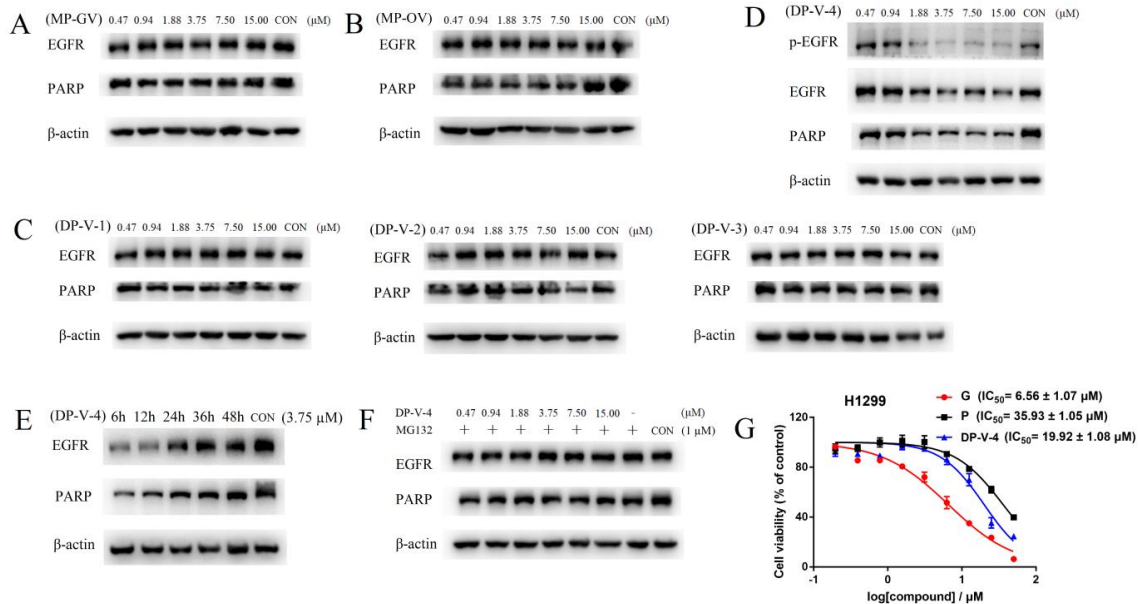 A
(MP-GV) 0.47 0.94 1.88 3.75 7.50 15.00 CON (μM)
EGFR
PARP
β-actin
B
(MP-OV) 0.47 0.94 1.88 3.75 7.50 15.00 CON (μM)
EGFR
PARP
β-actin
D
(DP-V-4) 0.47 0.94 1.88 3.75 7.50 15.00 CON (μM)
p-EGFR
EGFR
PARP
β-actin
C
(DP-V-1) 0.47 0.94 1.88 3.75 7.50 15.00 CON (μM)
EGFR
PARP
β-actin
(DP-V-2) 0.47 0.94 1.88 3.75 7.50 15.00 CON (μM)
EGFR
PARP
β-actin
(DP-V-3) 0.47 0.94 1.88 3.75 7.50 15.00 CON (μM)
EGFR
PARP
β-actin
E
(DP-V-4) 6h 12h 24h 36h 48h CON (3.75 μM)
EGFR
PARP
β-actin
F
DP-V-4 0.47 0.94 1.88 3.75 7.50 15.00 - (μM)
MG132 + + + + + + + CON (1 μM)
EGFR
PARP
β-actin
G
H1299
G (IC50= 6.56 ± 1.07 μM)
P (IC50= 35.93 ± 1.05 μM)
DP-V-4 (IC50= 19.92 ± 1.08 μM)
Cell viability (% of control)
120
80
40
0
-1 0 1 2
log[compound] / μM